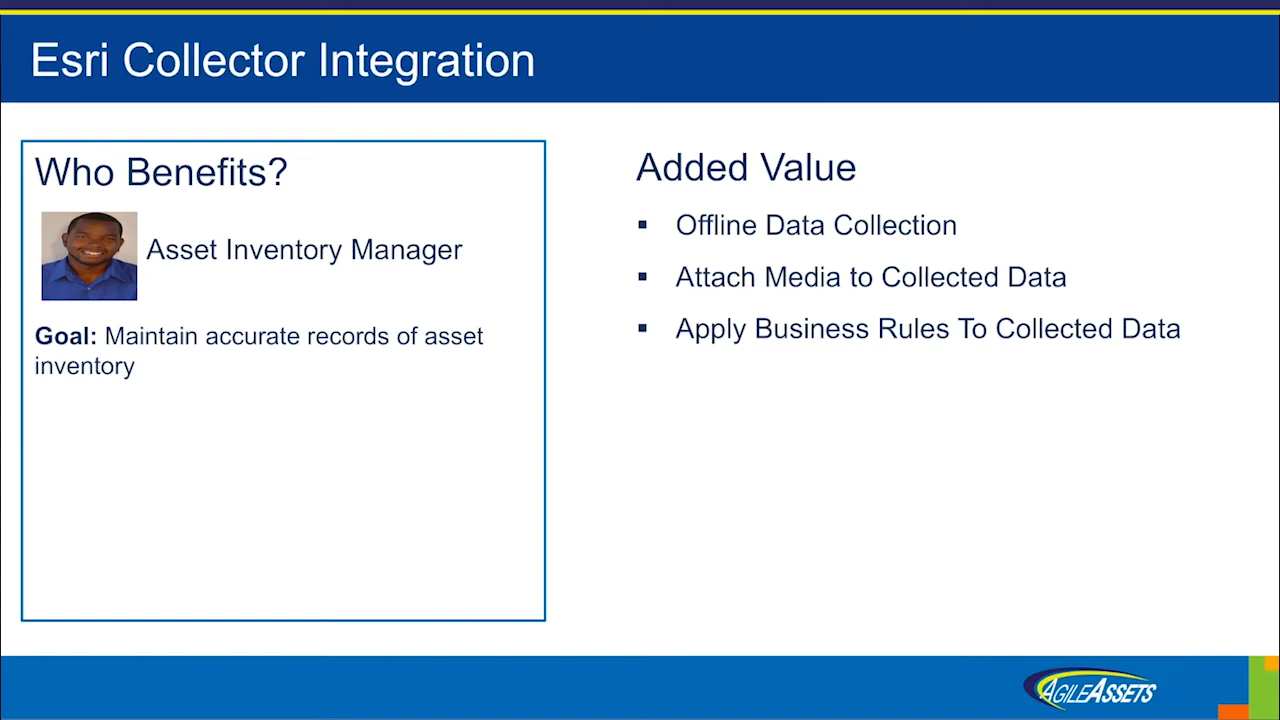 Esri Collector Integration
Who Benefits?
Asset Inventory Manager
Goal: Maintain accurate records of asset
inventory
Added Value
▪ Offline Data Collection
▪ Attach Media to Collected Data
▪ Apply Business Rules To Collected Data
AGILEASSETS